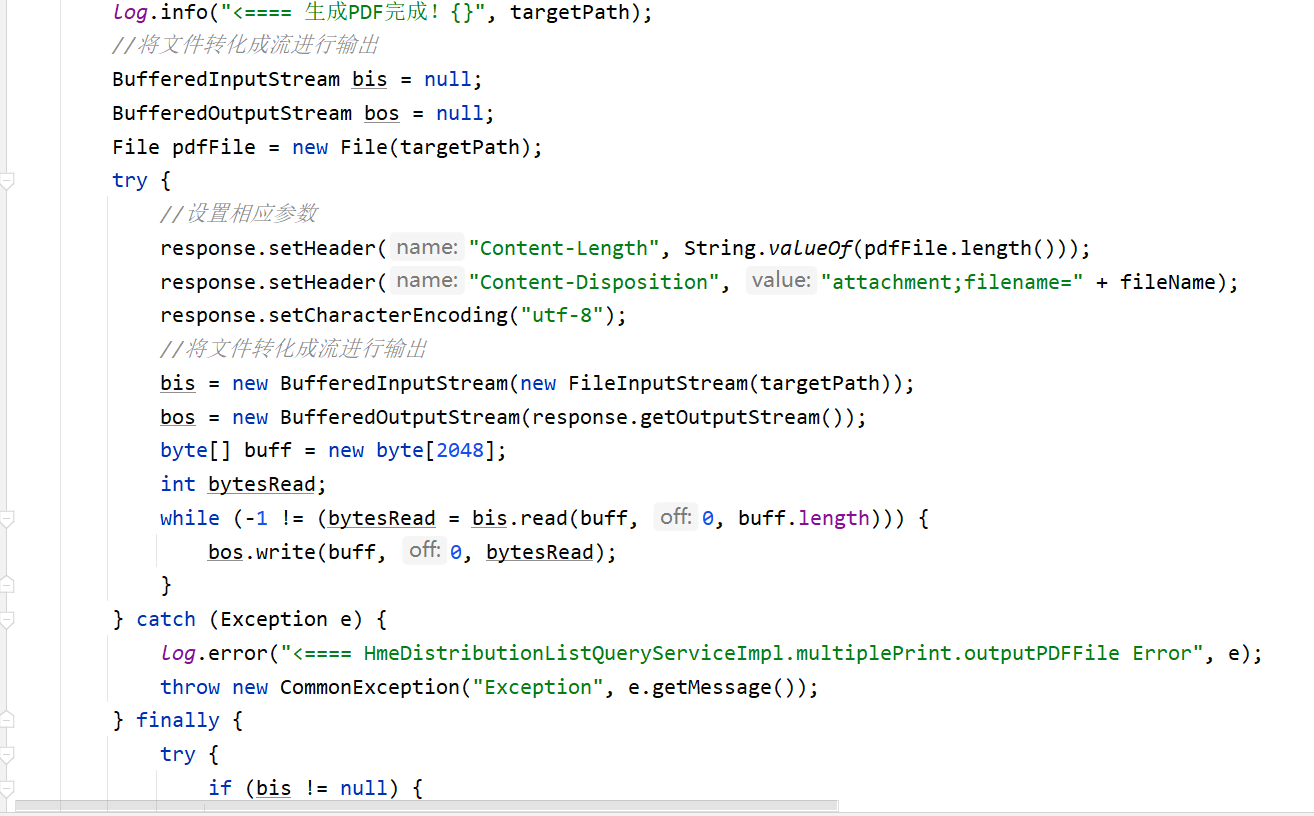 log.info("<==== 生成PDF完成！{}", targetPath);
//将文件转化成流进行输出
BufferedInputStream bis = null;
BufferedOutputStream bos = null;
File pdfFile = new File(targetPath);
try {
//设置相应参数
response.setHeader( name: "Content-Length", String.valueOf(pdfFile.length()));
response.setHeader( name: "Content-Disposition", value: "attachment;filename=" + fileName);
response.setCharacterEncoding("utf-8");
//将文件转化成流进行输出
bis = new BufferedInputStream(new FileInputStream(targetPath));
bos = new BufferedOutputStream(response.getOutputStream());
byte[] buff = new byte[2048];
int bytesRead;
while (-1 != (bytesRead = bis.read(buff, off: 0, buff.length))) {
bos.write(buff, off: 0, bytesRead);
}
} catch (Exception e) {
log.error("<==== HmeDistributionListQueryServiceImpl.multiplePrint.outputPDFFile Error", e);
throw new CommonException("Exception", e.getMessage());
} finally {
try {
if (bis != null) {